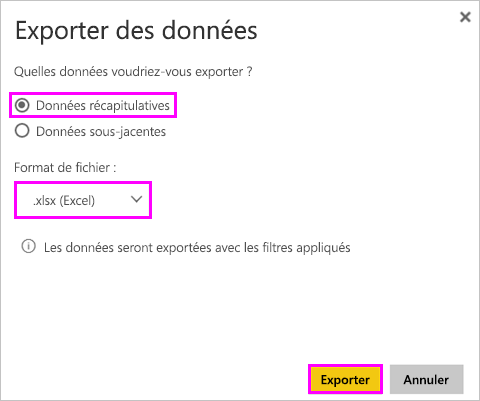 Exporter des données
Quelles données voudriez-vous exporter ?
Données récapitulatives
Données sous-jacentes
Format de fichier :
.xlsx (Excel)
Les données seront exportées avec les filtres appliqués
Exporter Annuler